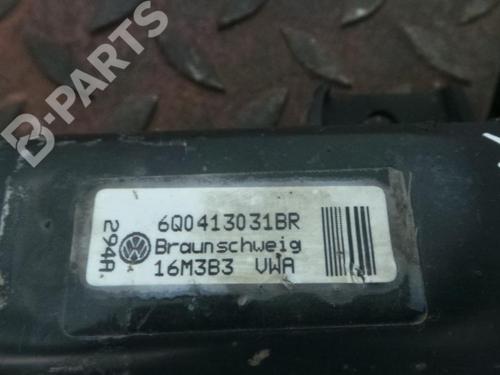 B-PARTS
6Q0413031BR
Braunschweig
16M3B3 VWA
294A